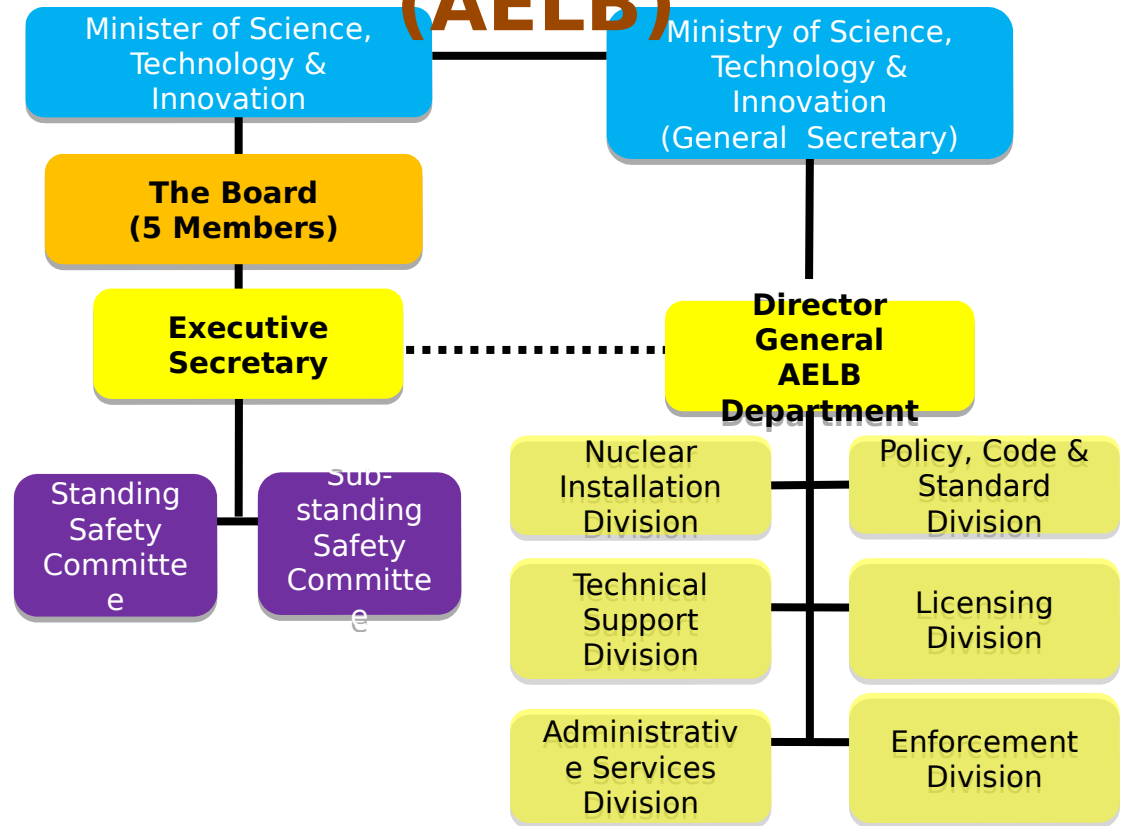 (AELB)
Minister of Science,
Technology &
Innovation
Ministry of Science,
Technology &
Innovation
(General Secretary)
The Board
(5 Members)
Executive
Secretary
Director
General
AELB
Department
Standing
Safety
Committe
e
Sub-
standing
Safety
Committe
e
Nuclear
Installation
Division
Policy, Code &
Standard
Division
Technical
Support
Division
Licensing
Division
Administrativ
e Services
Division
Enforcement
Division